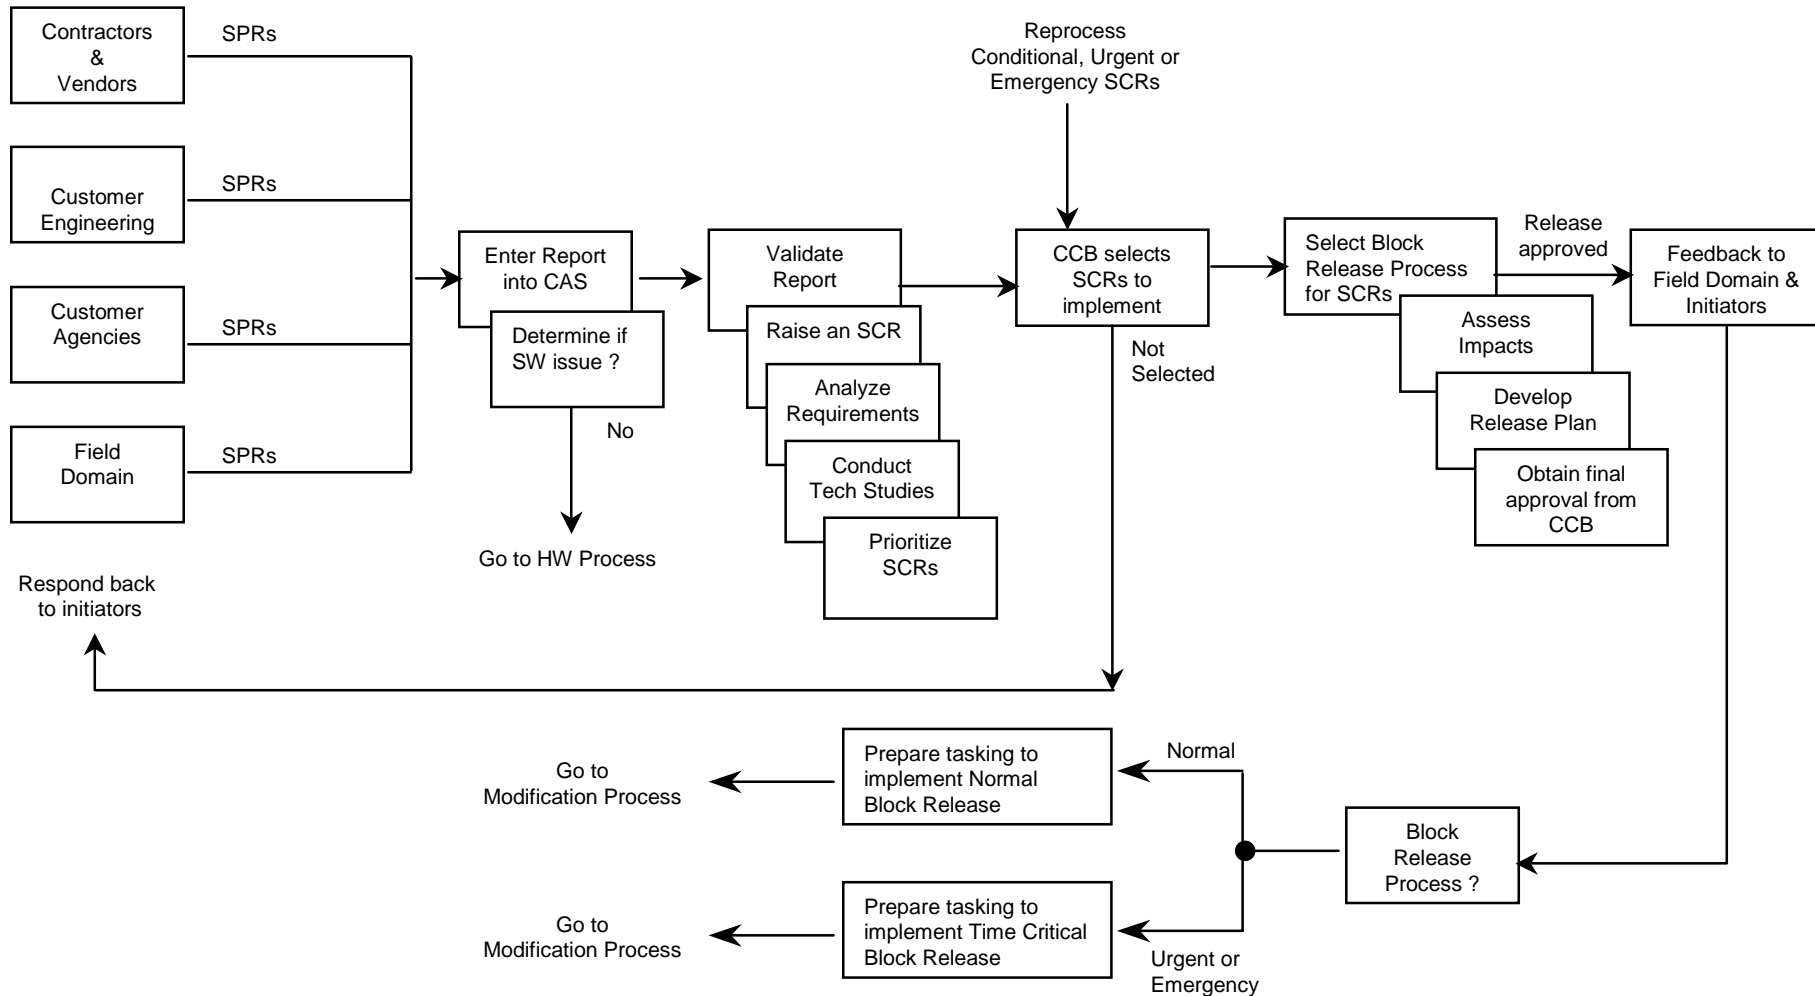 Contractors
&
Vendors
SPRs
Customer
Engineering
SPRs
Customer
Agencies
SPRs
Field
Domain
SPRs
Enter Report
into CAS
Determine if
SW issue ?
No
Go to HW Process
Validate
Report
Raise an SCR
Analyze
Requirements
Conduct
Tech Studies
Prioritize
SCRs
Reprocess
Conditional, Urgent or
Emergency SCRs
CCB selects
SCRs to
implement
Not
Selected
Respond back
to initiators
Select Block
Release Process
for SCRs
Assess
Impacts
Develop
Release Plan
Obtain final
approval from
CCB
Release
approved
Feedback to
Field Domain &
Initiators
Block
Release
Process ?
Normal
Prepare tasking to
implement Normal
Block Release
Go to
Modification Process
Urgent or
Emergency
Prepare tasking to
implement Time Critical
Block Release
Go to
Modification Process